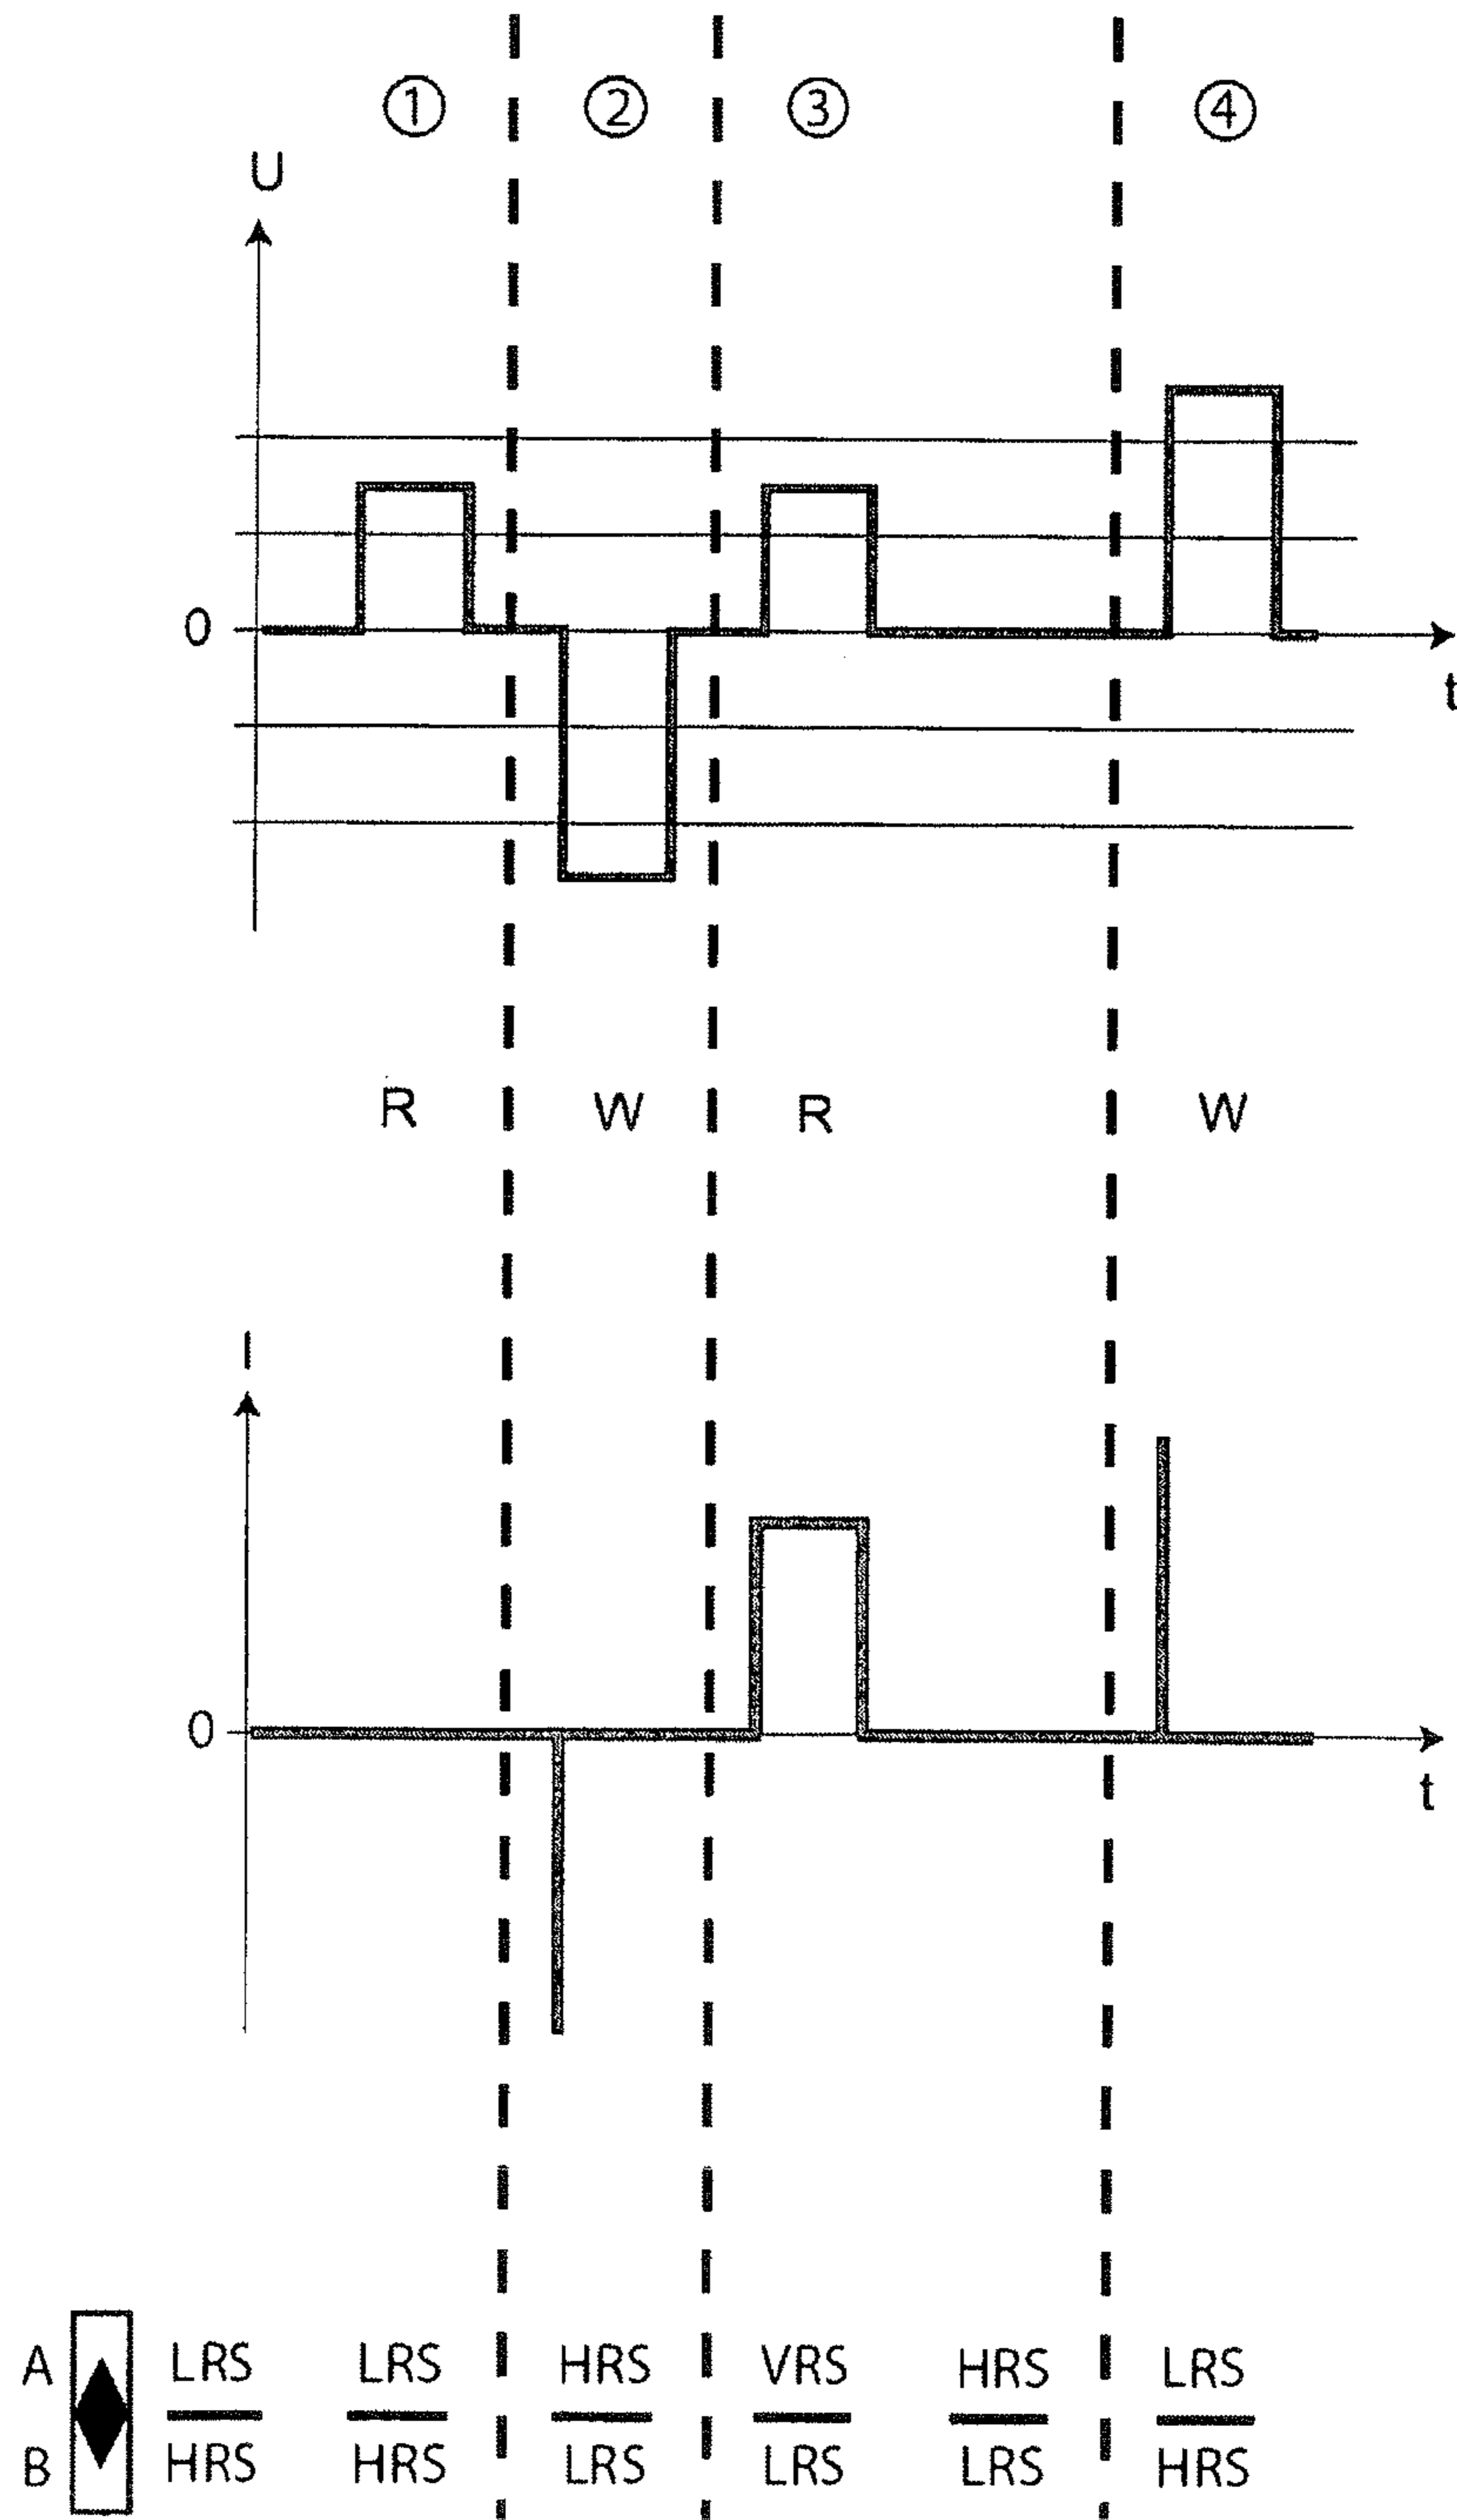 ① ② ③ ④
U
0
t
R W R W
I
0
t
A LRS LRS HRS VRS HRS LRS
B HRS HRS LRS LRS LRS HRS